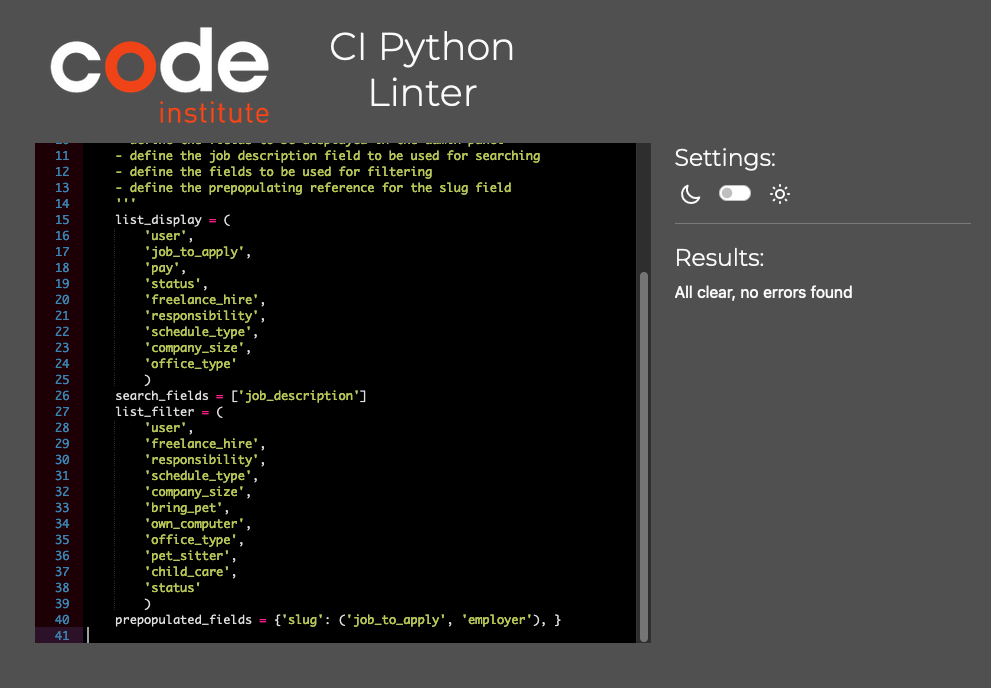 code
institute
CI Python
Linter
11 - define the job description field to be used for searching
12 - define the fields to be used for filtering
13 - define the prepopulating reference for the slug field
14 '''
15 list_display = (
16 'user',
17 'job_to_apply',
18 'pay',
19 'status',
20 'freelance_hire',
21 'responsibility',
22 'schedule_type',
23 'company_size',
24 'office_type'
25 )
26 search_fields = ['job_description']
27 list_filter = (
28 'user',
29 'freelance_hire',
30 'responsibility',
31 'schedule_type',
32 'company_size',
33 'bring_pet',
34 'own_computer',
35 'office_type',
36 'pet_sitter',
37 'child_care',
38 'status'
39 )
40 prepopulated_fields = {'slug': ('job_to_apply', 'employer'), }
41
Settings:
Results:
All clear, no errors found